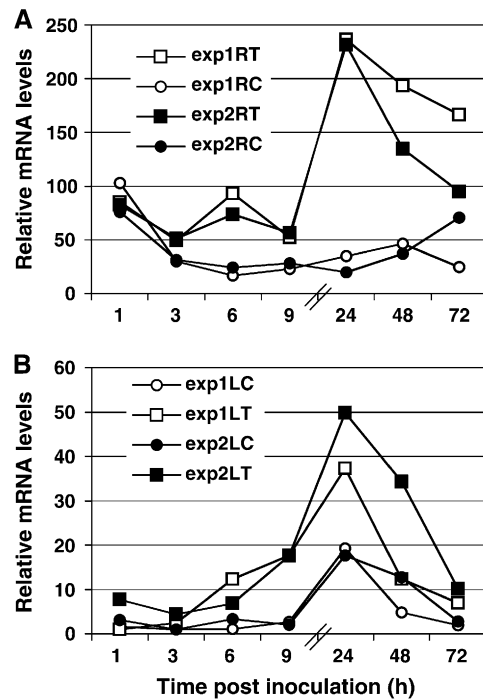 A
250
200
150
100
50
0
Relative mRNA levels
exp1RT
exp1RC
exp2RT
exp2RC
1 3 6 9 24 48 72
B
60
50
40
30
20
10
0
Relative mRNA levels
exp1LC
exp1LT
exp2LC
exp2LT
1 3 6 9 24 48 72
Time post inoculation (h)